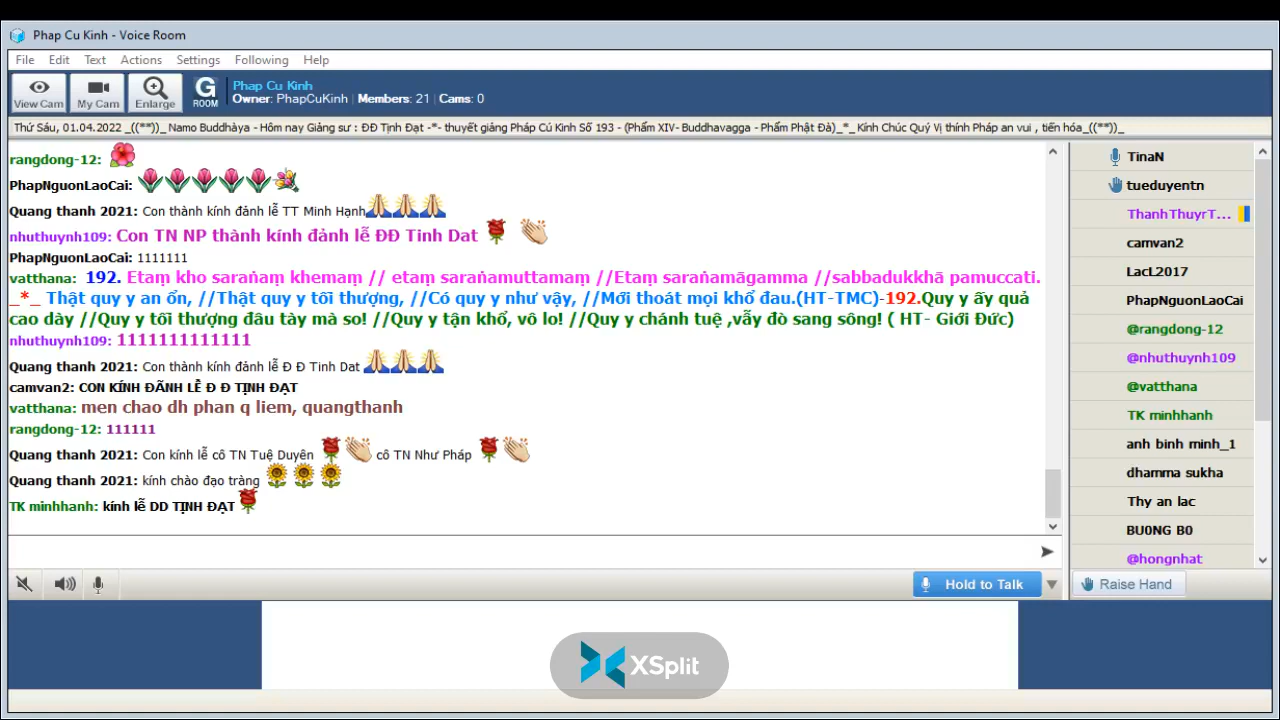 Phap Cu Kinh - Voice Room
File Edit Text Actions Settings Following Help
View Cam My Cam Enlarge G ROOM
Phap Cu Kinh
Owner: PhapCuKinh | Members: 21 | Cams: 0
Thứ Sáu, 01.04.2022 _((**))_ Namo Buddhàya - Hôm nay Giảng sư : ĐĐ Tịnh Đạt -*- thuyết giảng Pháp Cú Kinh Số 193 - (Phẩm XIV- Buddhavagga - Phẩm Phật Đà)_*_ Kính Chúc Quý Vị thính Pháp an vui , tiến hóa_((**))_
rangdong-12:
PhapNguonLaoCai:
Quang thanh 2021: Con thành kính đảnh lễ TT Minh Hạnh
nhuthuynh109: Con TN NP thành kính đảnh lễ ĐĐ Tinh Dat
PhapNguonLaoCai: 1111111
vatthana: 192. Etaṃ kho saraṅaṃ khemaṃ // etaṃ saraṅamuttamaṃ //Etaṃ saraṅamāgamma //sabbadukkhā pamuccati.
_*_ Thật quy y an ổn, //Thật quy y tối thượng, //Có quy y như vậy, //Mới thoát mọi khổ đau.(HT-TMC)-192.Quy y ấy quả
cao dày //Quy y tối thượng đâu tày mà so! //Quy y tận khổ, vô lo! //Quy y chánh tuệ ,vẫy đò sang sông! ( HT- Giới Đức)
nhuthuynh109: 1111111111111
Quang thanh 2021: Con thành kính đảnh lễ Đ Đ Tinh Dat
camvan2: CON KÍNH ĐÃNH LỄ Đ Đ TỊNH ĐẠT
vatthana: men chao dh phan q liem, quangthanh
rangdong-12: 111111
Quang thanh 2021: Con kính lễ cô TN Tuệ Duyên cô TN Như Pháp
Quang thanh 2021: kính chào đạo tràng
TK minhhanh: kính lễ DD TỊNH ĐẠT
Hold to Talk
TinaN
tueduyentn
ThanhThuyrT...
camvan2
LacL2017
PhapNguonLaoCai
@rangdong-12
@nhuthuynh109
@vatthana
TK minhhanh
anh binh minh_1
dhamma sukha
Thy an lac
BU0NG B0
@hongnhat
Raise Hand
XSplit